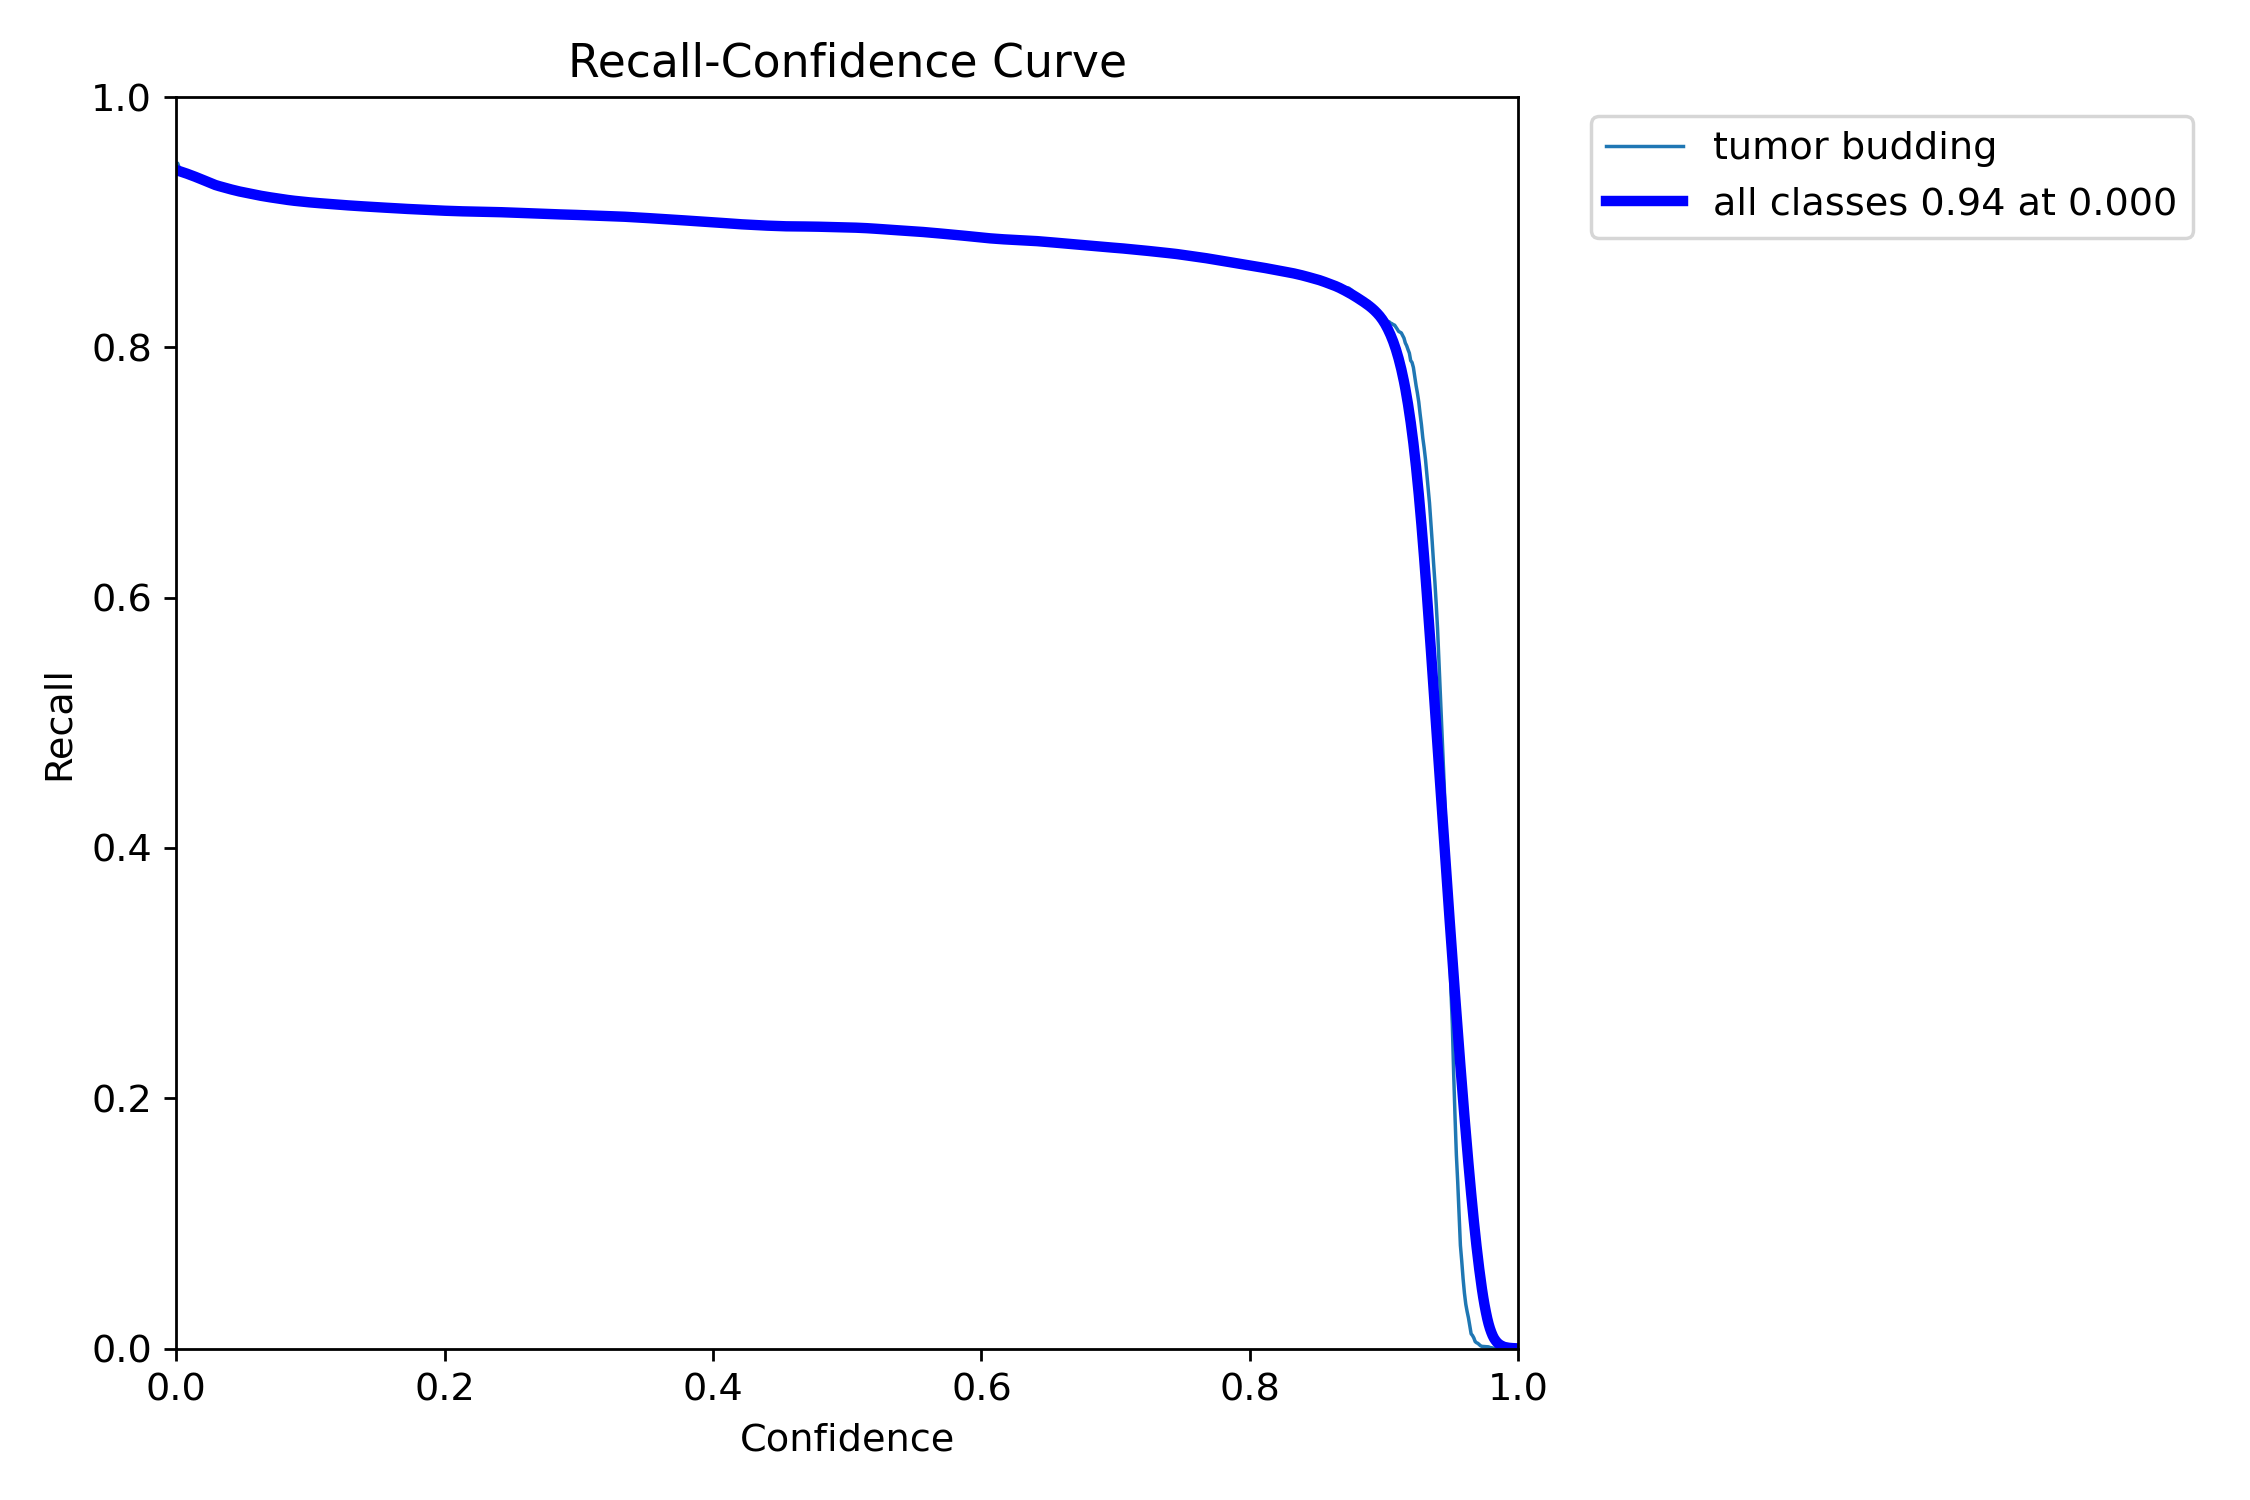 Recall-Confidence Curve
1.0
0.8
0.6
0.4
0.2
0.0
Recall
0.0 0.2 0.4 0.6 0.8 1.0
Confidence
tumor budding
all classes 0.94 at 0.000